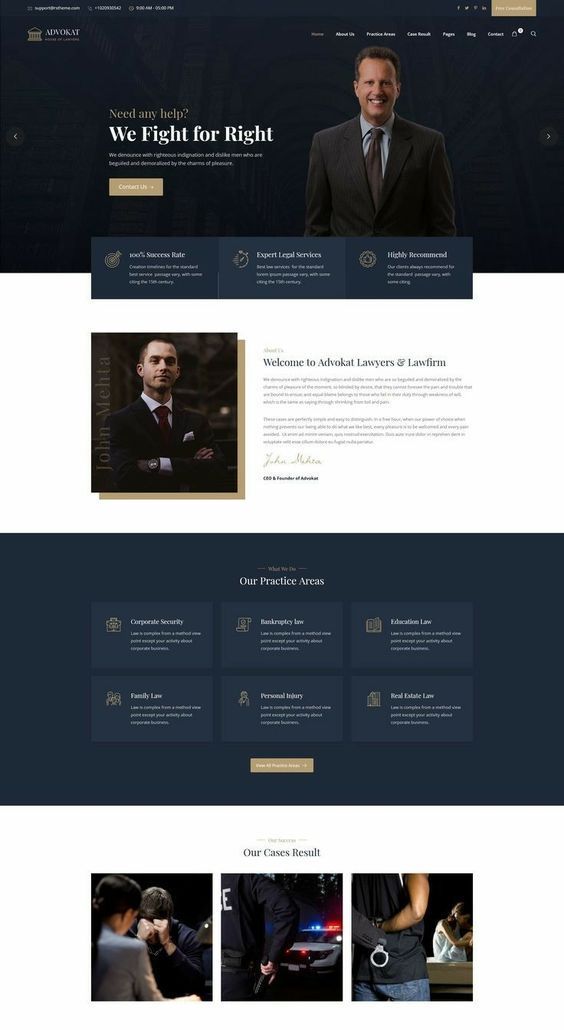 support@rstheme.com
+1020930542
9:00 AM - 05:00 PM
Free Consultation
ADVOKAT
HOUSE OF LAWYERS
Home
About Us
Practice Areas
Case Result
Pages
Blog
Contact
0
Need any help?
We Fight for Right
We denounce with righteous indignation and dislike men who are
beguiled and demoralized by the charms of pleasure.
Contact Us
100% Success Rate
Creation timelines for the standard
best service passage vary, with some
citing the 15th century.
Expert Legal Services
Best law services for the standard
lorem ipsum passage vary, with some
citing the 15th century.
Highly Recommend
Our clients always recommend for
the standard passage vary, with
some citing.
John Mehta
About Us
Welcome to Advokat Lawyers & Lawfirm
We denounce with righteous indignation and dislike men who are so beguiled and demoralized by the
charms of pleasure of the moment, so blinded by desire, that they cannot foresee the pain and trouble that
are bound to ensue; and equal blame belongs to those who fail in their duty through weakness of will,
which is the same as saying through shrinking from toil and pain.
These cases are perfectly simple and easy to distinguish. In a free hour, when our power of choice when
nothing prevents our being able to do what we like best, every pleasure is to be welcomed and every pain
avoided. Ut enim ad minim veniam, quis nostrud exercitation. Duis aute irure dolor in reprehen derit in
voluptate velit esse cillum dolore eu fugiat nulla pariatur.
John Mehta
CEO & Founder of Advokat
What We Do
Our Practice Areas
Corporate Security
Law is complex from a method view
point except your activity about
corporate business.
Bankruptcy law
Law is complex from a method view
point except your activity about
corporate business.
Education Law
Law is complex from a method view
point except your activity about
corporate business.
Family Law
Law is complex from a method view
point except your activity about
corporate business.
Personal Injury
Law is complex from a method view
point except your activity about
corporate business.
Real Estate Law
Law is complex from a method view
point except your activity about
corporate business.
View All Practice Areas
Our Success
Our Cases Result